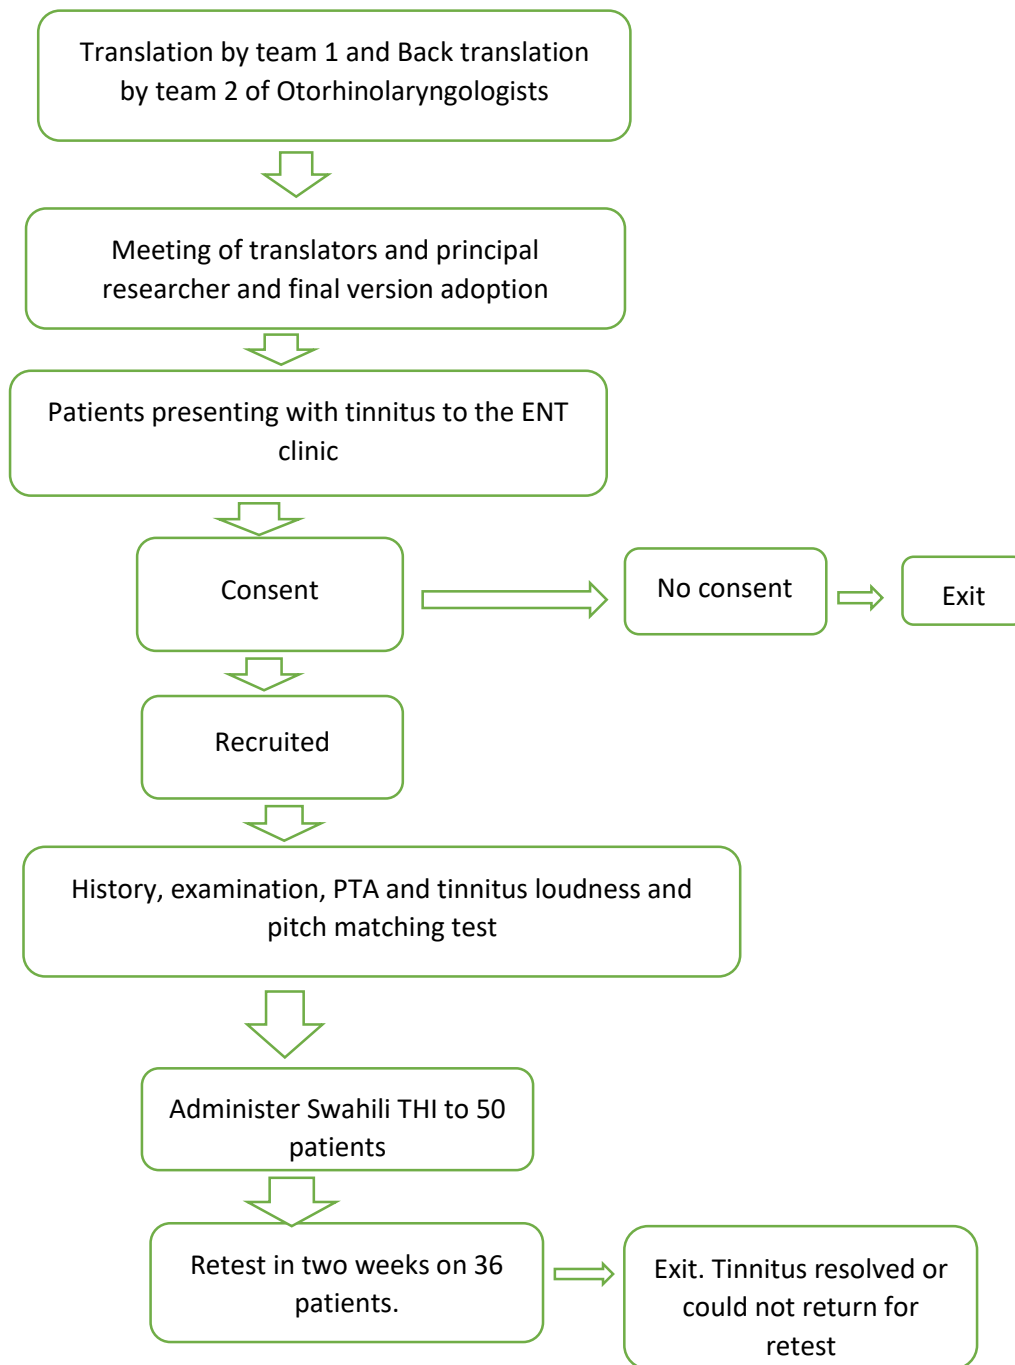 Translation by team 1 and Back translation
by team 2 of Otorhinolaryngologists
Meeting of translators and principal
researcher and final version adoption
Patients presenting with tinnitus to the ENT
clinic
Consent
No consent
Exit
Recruited
History, examination, PTA and tinnitus loudness and
pitch matching test
Administer Swahili THI to 50
patients
Retest in two weeks on 36
patients.
Exit. Tinnitus resolved or
could not return for
retest